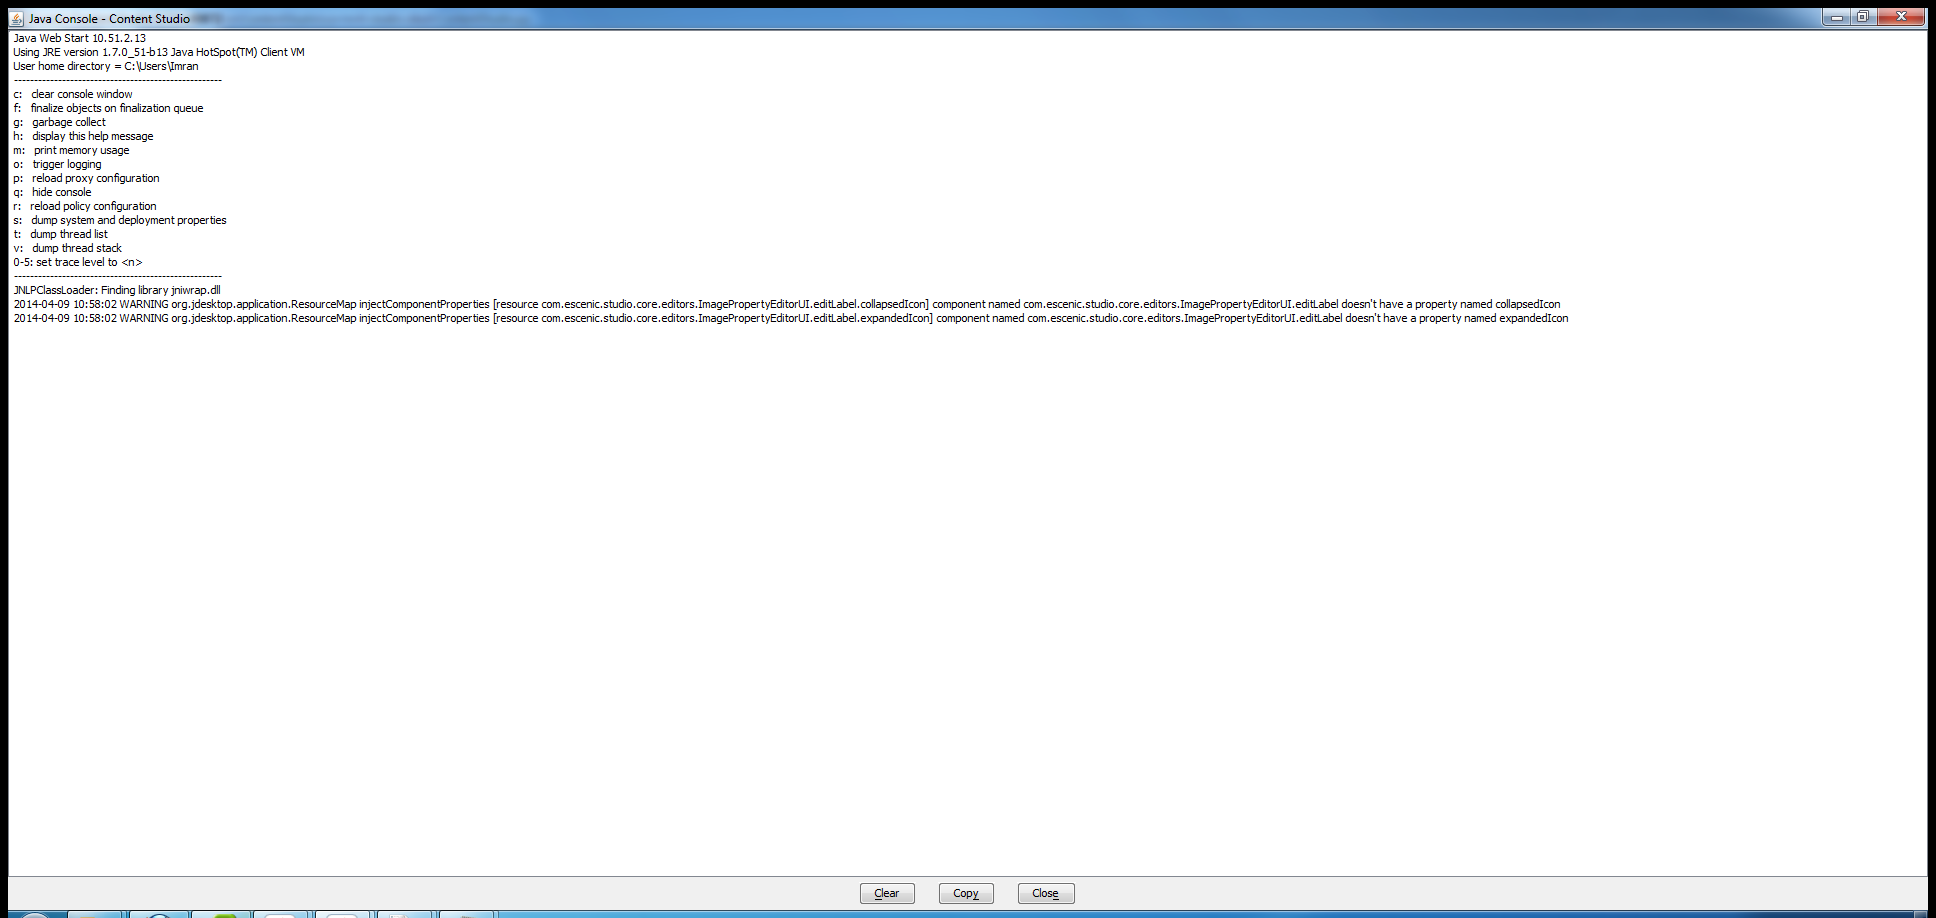 Java Console - Content Studio
Java Web Start 10.51.2.13
Using JRE version 1.7.0_51-b13 Java HotSpot(TM) Client VM
User home directory = C:\Users\Imran
----------------------------------------------------
c:   clear console window
f:   finalize objects on finalization queue
g:   garbage collect
h:   display this help message
m:   print memory usage
o:   trigger logging
p:   reload proxy configuration
q:   hide console
r:   reload policy configuration
s:   dump system and deployment properties
t:   dump thread list
v:   dump thread stack
0-5: set trace level to <n>
----------------------------------------------------
JNLPClassLoader: Finding library jniwrap.dll
2014-04-09 10:58:02 WARNING org.jdesktop.application.ResourceMap injectComponentProperties [resource com.escenic.studio.core.editors.ImagePropertyEditorUI.editLabel.collapsedIcon] component named com.escenic.studio.core.editors.ImagePropertyEditorUI.editLabel doesn't have a property named collapsedIcon
2014-04-09 10:58:02 WARNING org.jdesktop.application.ResourceMap injectComponentProperties [resource com.escenic.studio.core.editors.ImagePropertyEditorUI.editLabel.expandedIcon] component named com.escenic.studio.core.editors.ImagePropertyEditorUI.editLabel doesn't have a property named expandedIcon
Clear Copy Close